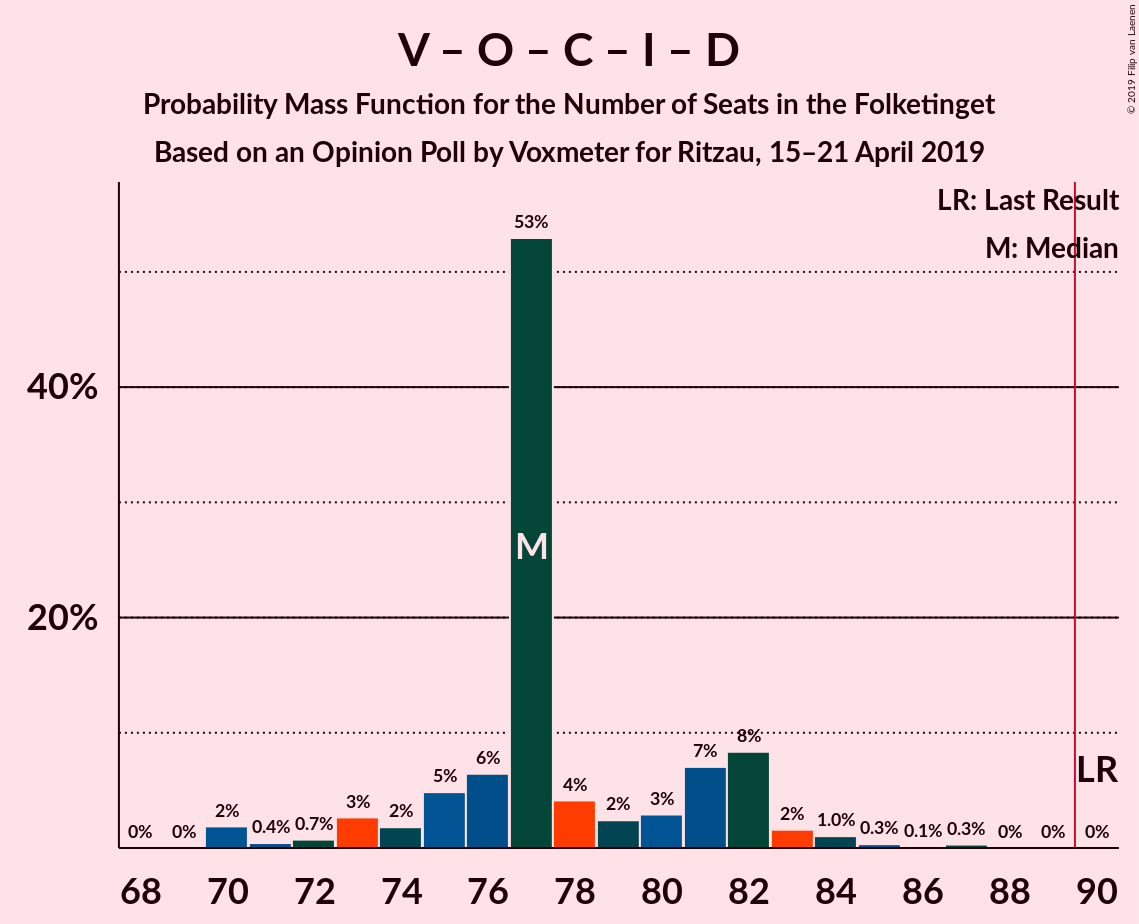 V – O – C – I – D
Probability Mass Function for the Number of Seats in the Folketinget
Based on an Opinion Poll by Voxmeter for Ritzau, 15–21 April 2019
© 2019 Filip van Laenen
LR: Last Result
M: Median
53%
40%
M
20%
8%
7%
LR
6%
5%
4%
3%
2%
3%
2%
2%
2%
1.0%
0% 0% 0.4% 0.7% 0.3% 0.1% 0.3% 0% 0% 0%
68 70 72 74 76 78 80 82 84 86 88 90